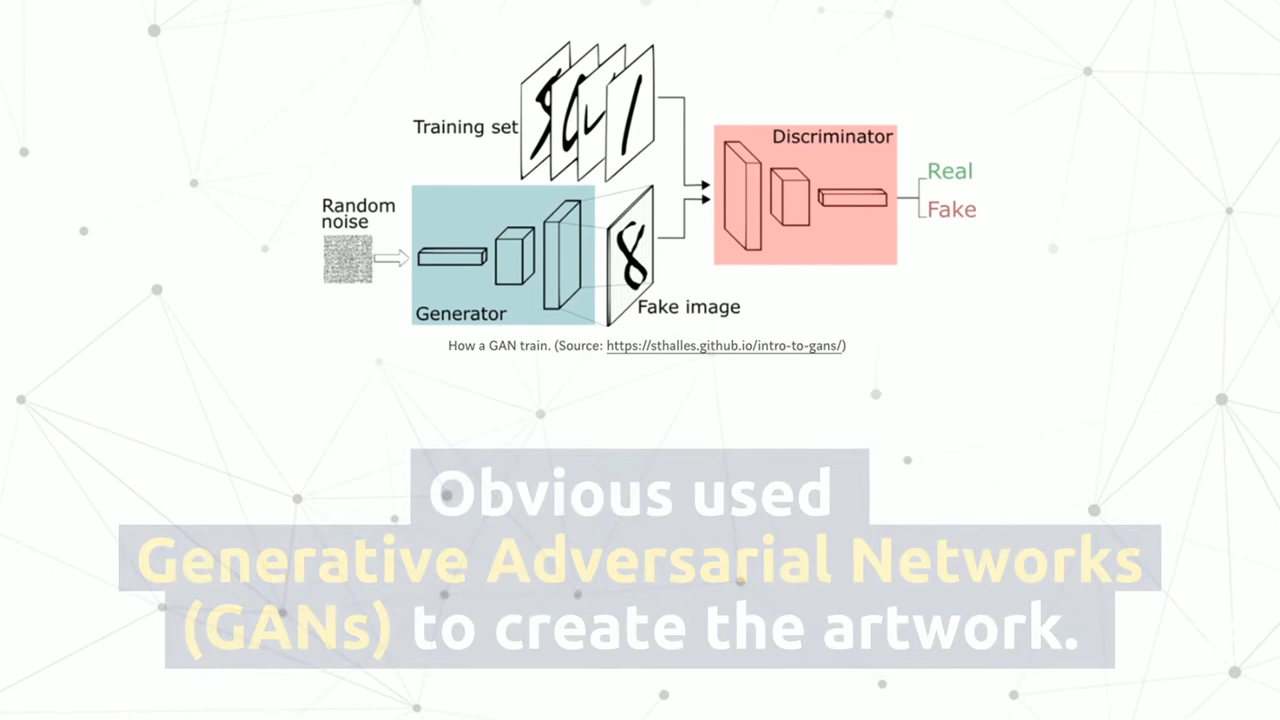 Training set
Discriminator
Real
Fake
Random
noise
Generator
8
Fake image
How a GAN train. (Source: https://sthalles.github.io/intro-to-gans/)
Obvious used
Generative Adversarial Networks
(GANs) to create the artwork.